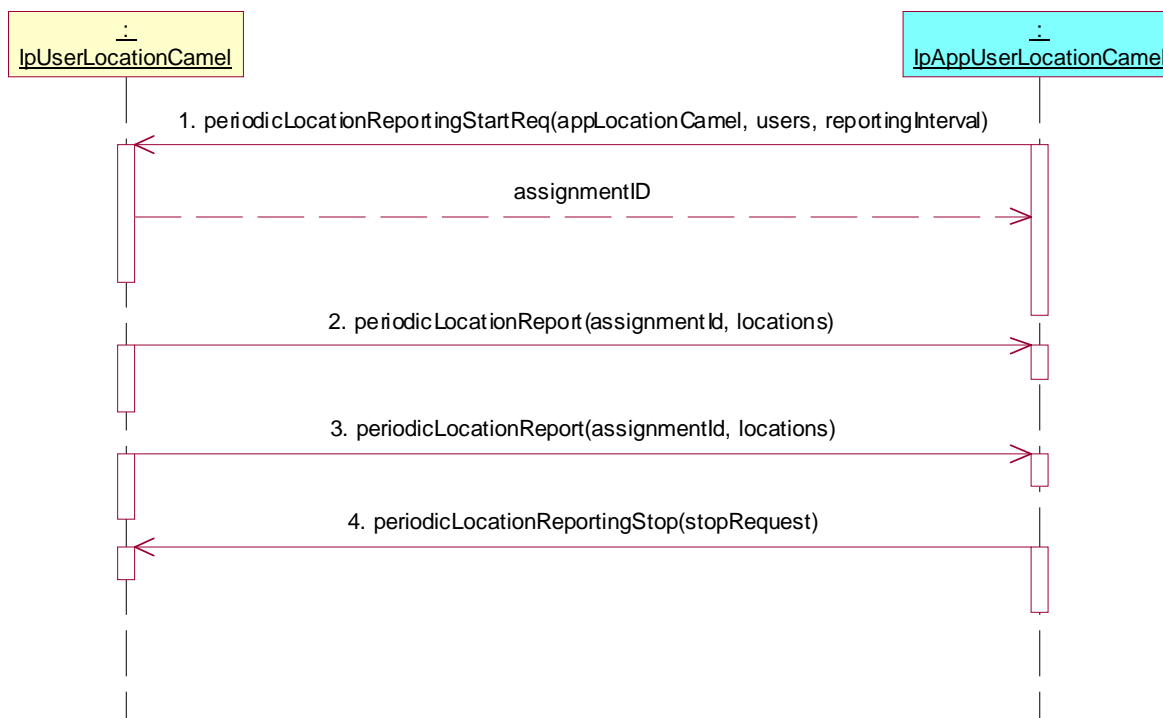 :
IpUserLocationCamel
:
IpAppUserLocationCamel
1. periodicLocationReportingStartReq(appLocationCamel, users, reportingInterval)
assignmentID
2. periodicLocationReport(assignmentId, locations)
3. periodicLocationReport(assignmentId, locations)
4. periodicLocationReportingStop(stopRequest)